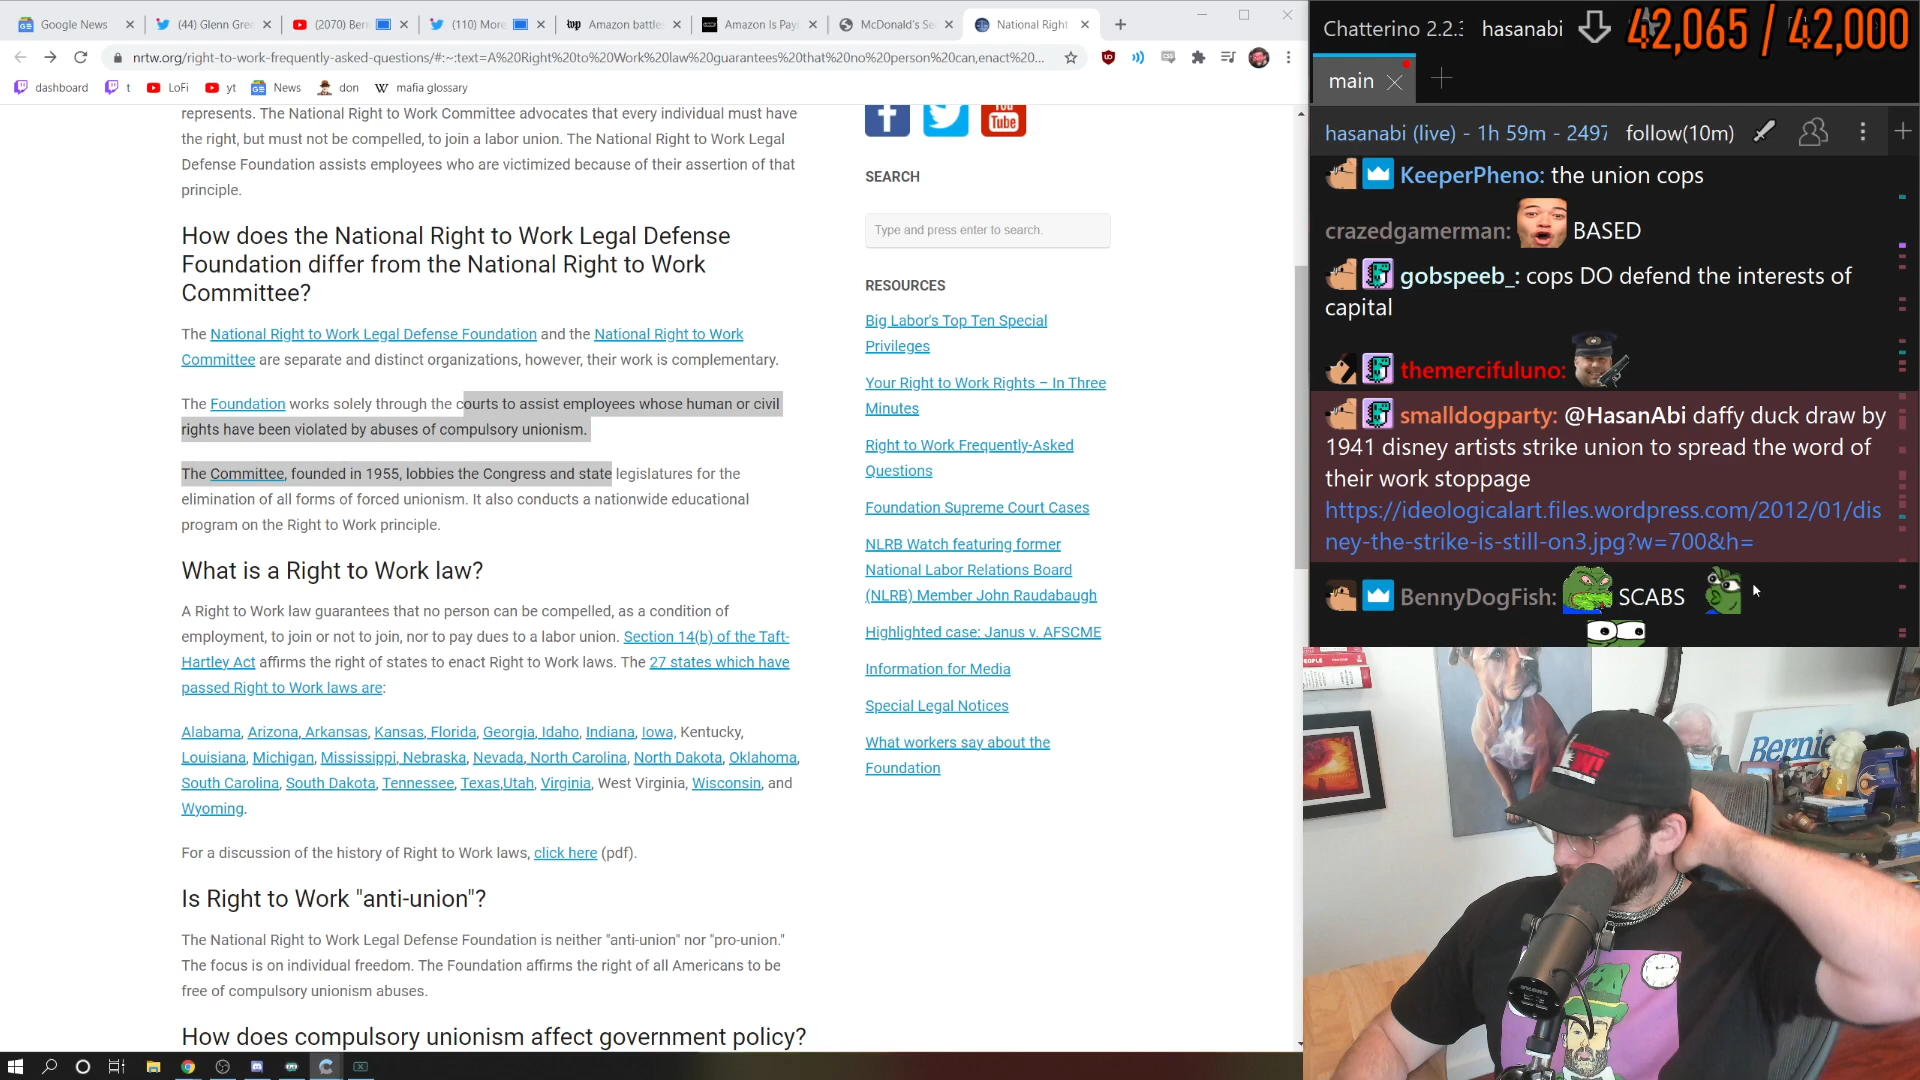 Google News
(44) Glenn Gre
(2070) Ber
(110) More
Amazon battle
Amazon Is Pay
McDonald's Se
National Right
nrtw.org/right-to-work-frequently-asked-questions/#:~:text=A%20Right%20to%20Work%20law%20guarantees%20that%20no%20person%20can,enact%20...
dashboard
t
LoFi
yt
News
don
mafia glossary
represents. The National Right to Work Committee advocates that every individual must have
the right, but must not be compelled, to join a labor union. The National Right to Work Legal
Defense Foundation assists employees who are victimized because of their assertion of that
principle.
How does the National Right to Work Legal Defense
Foundation differ from the National Right to Work
Committee?
The National Right to Work Legal Defense Foundation and the National Right to Work
Committee are separate and distinct organizations, however, their work is complementary.
The Foundation works solely through the courts to assist employees whose human or civil
rights have been violated by abuses of compulsory unionism.
The Committee, founded in 1955, lobbies the Congress and state legislatures for the
elimination of all forms of forced unionism. It also conducts a nationwide educational
program on the Right to Work principle.
What is a Right to Work law?
A Right to Work law guarantees that no person can be compelled, as a condition of
employment, to join or not to join, nor to pay dues to a labor union. Section 14(b) of the Taft-
Hartley Act affirms the right of states to enact Right to Work laws. The 27 states which have
passed Right to Work laws are:
Alabama, Arizona, Arkansas, Kansas, Florida, Georgia, Idaho, Indiana, Iowa, Kentucky,
Louisiana, Michigan, Mississippi, Nebraska, Nevada, North Carolina, North Dakota, Oklahoma,
South Carolina, South Dakota, Tennessee, Texas,Utah, Virginia, West Virginia, Wisconsin, and
Wyoming.
For a discussion of the history of Right to Work laws, click here (pdf).
Is Right to Work "anti-union"?
The National Right to Work Legal Defense Foundation is neither "anti-union" nor "pro-union."
The focus is on individual freedom. The Foundation affirms the right of all Americans to be
free of compulsory unionism abuses.
How does compulsory unionism affect government policy?
You
Tube
SEARCH
Type and press enter to search.
RESOURCES
Big Labor's Top Ten Special
Privileges
Your Right to Work Rights – In Three
Minutes
Right to Work Frequently-Asked
Questions
Foundation Supreme Court Cases
NLRB Watch featuring former
National Labor Relations Board
(NLRB) Member John Raudabaugh
Highlighted case: Janus v. AFSCME
Information for Media
Special Legal Notices
What workers say about the
Foundation
Chatterino 2.2.
hasanabi
42,065 / 42,000
main
hasanabi (live) - 1h 59m - 2497
follow(10m)
KeeperPheno: the union cops
crazedgamerman: BASED
gobspeeb_: cops DO defend the interests of
capital
themercifuluno:
smalldogparty: @HasanAbi daffy duck draw by
1941 disney artists strike union to spread the word of
their work stoppage
https://ideologicalart.files.wordpress.com/2012/01/dis
ney-the-strike-is-still-on3.jpg?w=700&h=
BennyDogFish: SCABS
Bernie